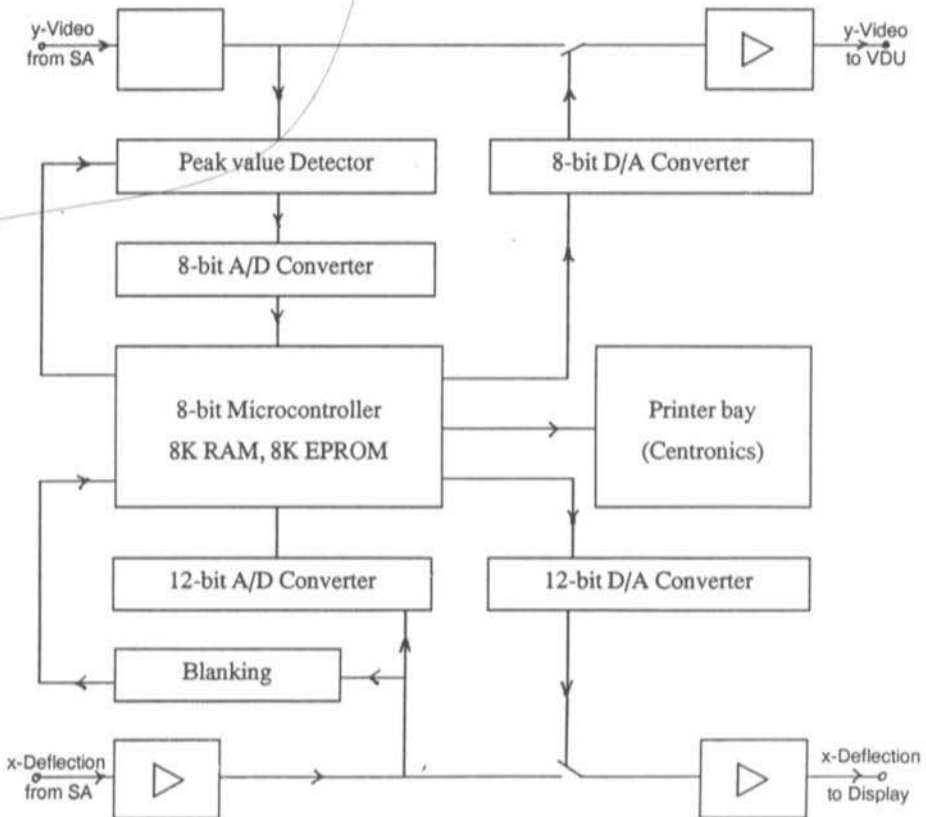 y-Video
from SA
y-Video
to VDU
Peak value Detector
8-bit D/A Converter
8-bit A/D Converter
8-bit Microcontroller
8K RAM, 8K EPROM
Printer bay
(Centronics)
12-bit A/D Converter
12-bit D/A Converter
Blanking
x-Deflection
from SA
x-Deflection
to Display